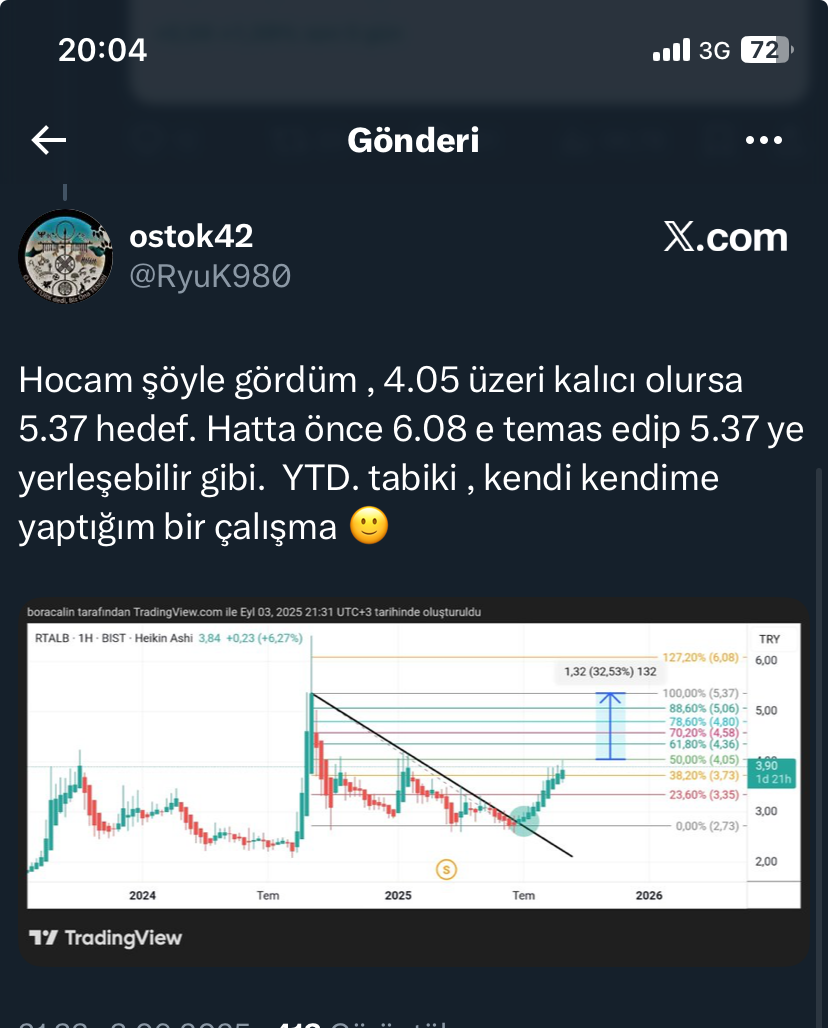 20:04
3G 72
Gönderi
ostok42
@RyuK980
X.com
Hocam şöyle gördüm , 4.05 üzeri kalıcı olursa
5.37 hedef. Hatta önce 6.08 e temas edip 5.37 ye
yerleşebilir gibi. YTD. tabiki , kendi kendime
yaptığım bir çalışma 🙂
boracalin tarafından TradingView.com ile Eyl 03, 2025 21:31 UTC+3 tarihinde oluşturuldu
RTALB · 1H · BIST · Heikin Ashi 3,84 +0,23 (+6,27%)
TRY
127,20% (6,08)
6,00
1,32 (32,53%) 132
100,00% (5,37)
88,60% (5,06)
5,00
78,60% (4,80)
70,20% (4,58)
61,80% (4,36)
50,00% (4,05)
3,90
38,20% (3,73)
1d 21h
23,60% (3,35)
3,00
0,00% (2,73)
2,00
S
2024 Tem 2025 Tem 2026
TradingView